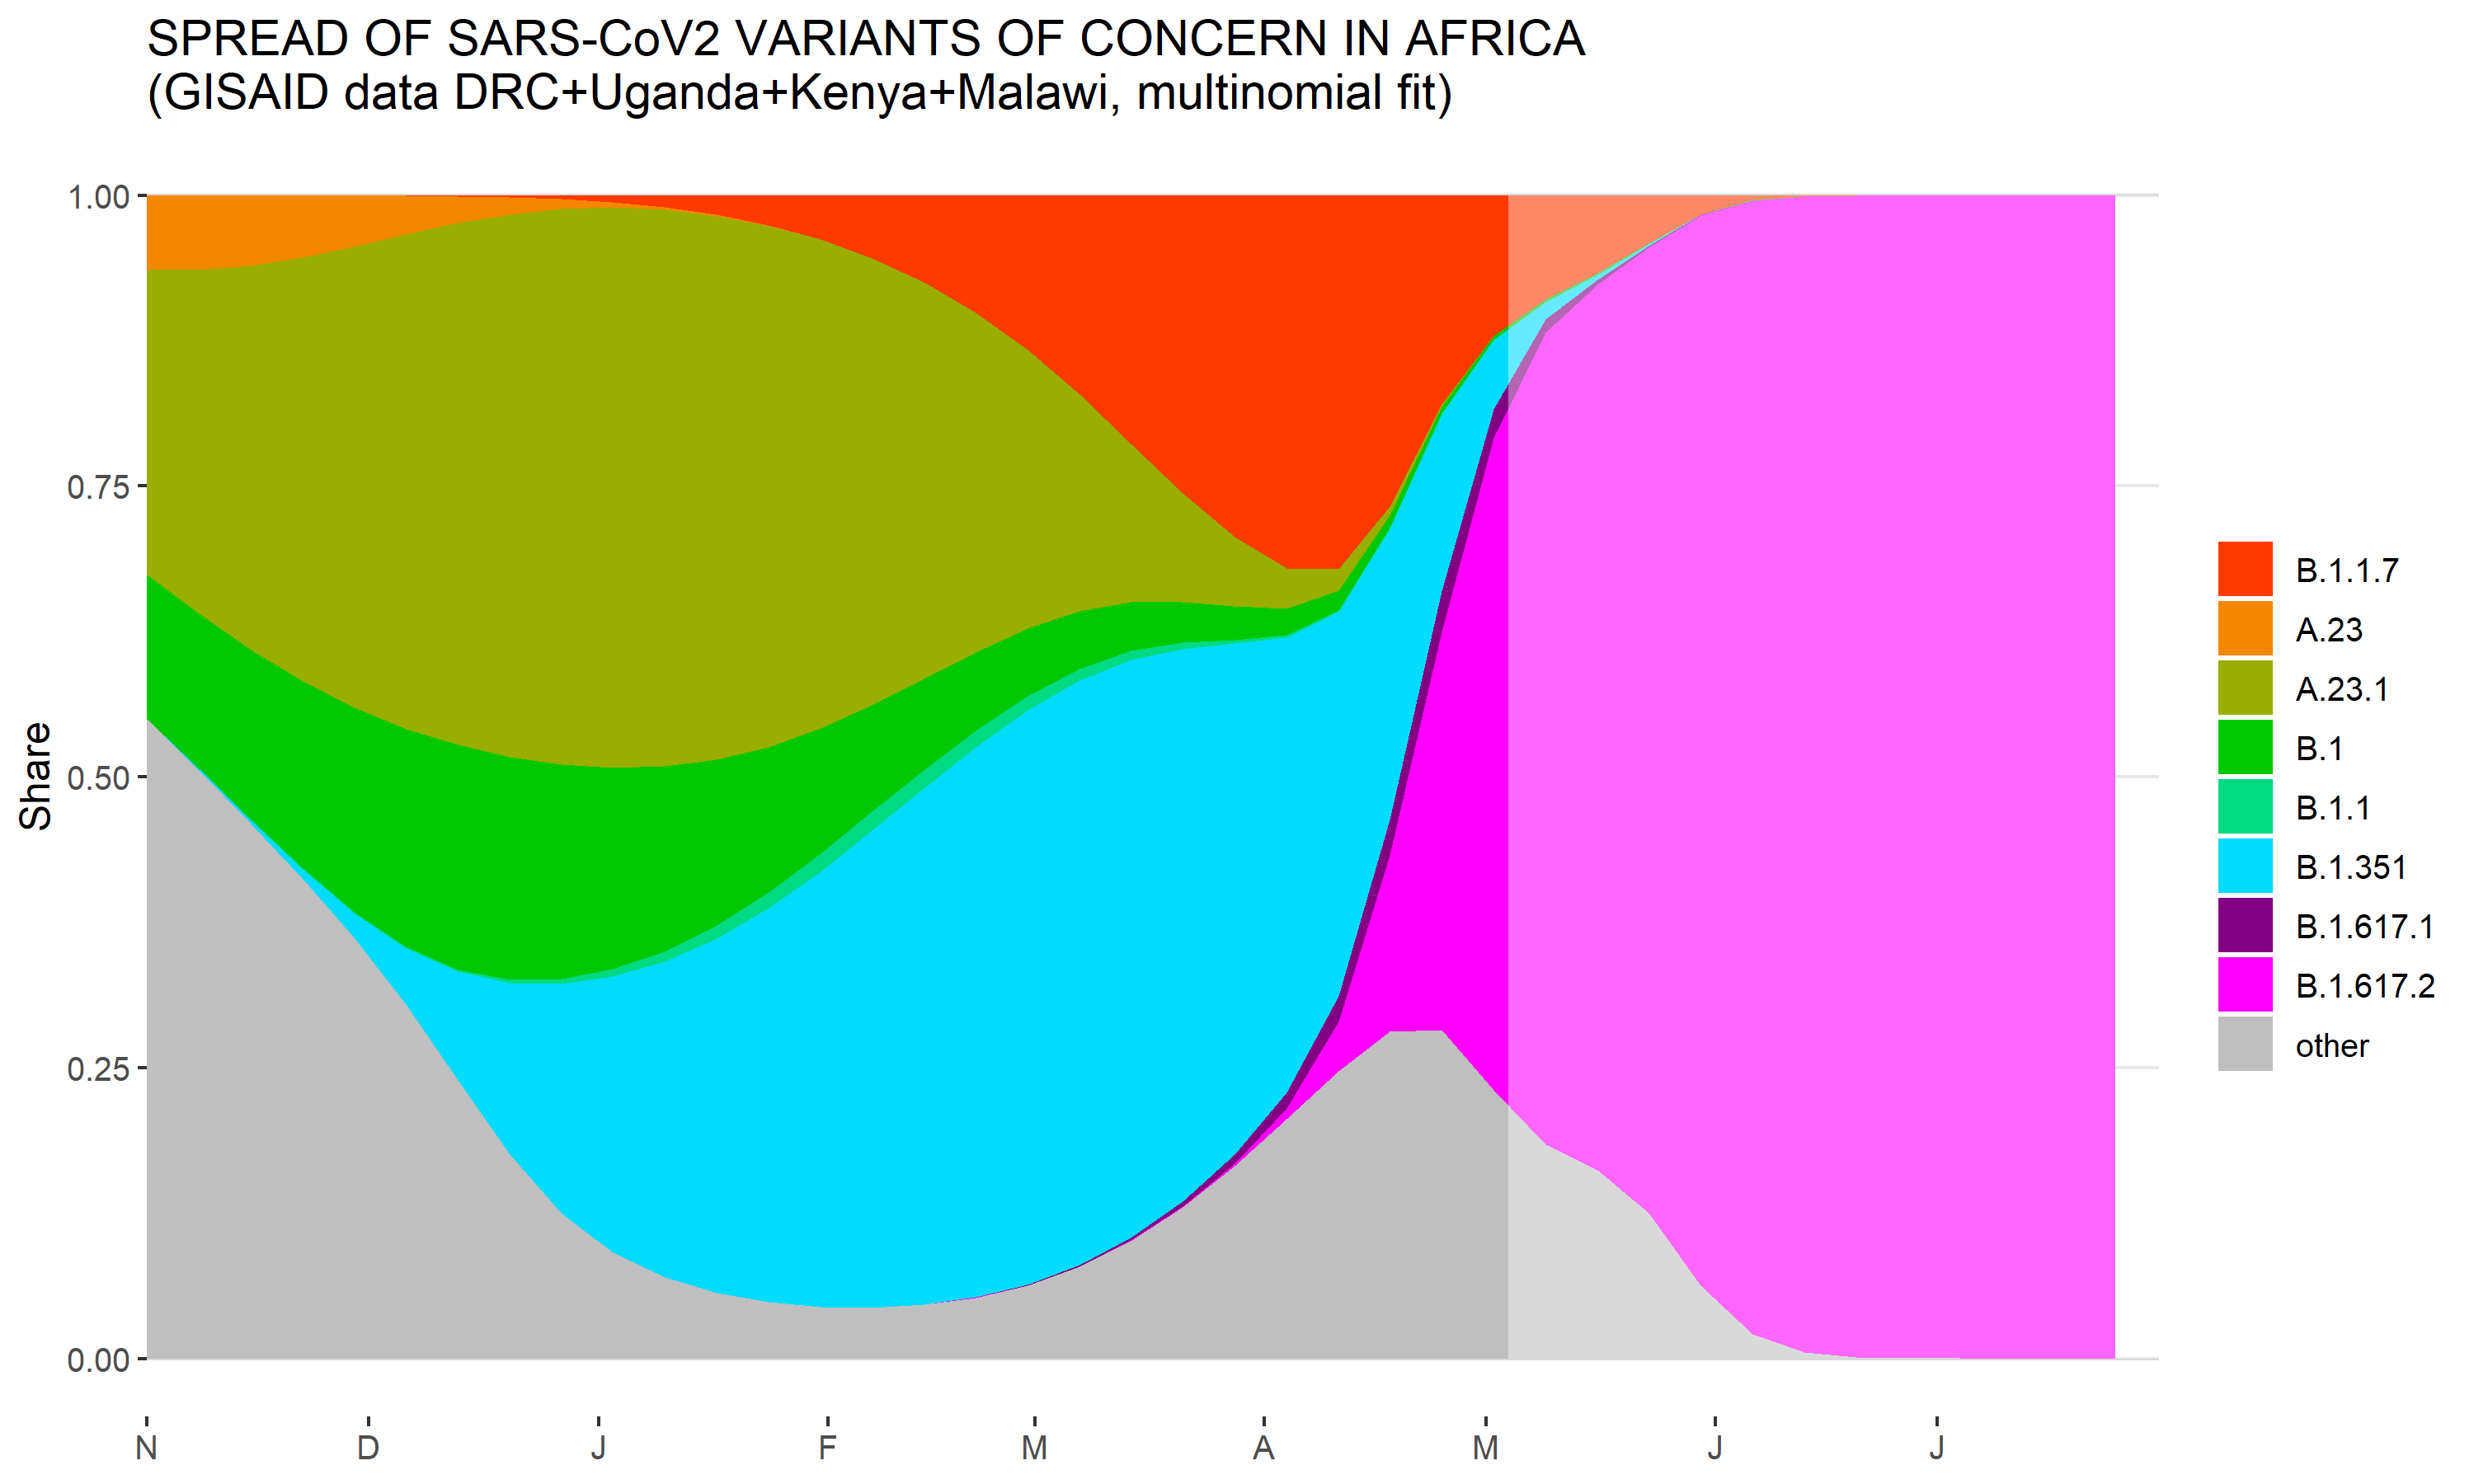 SPREAD OF SARS-CoV2 VARIANTS OF CONCERN IN AFRICA
(GISAID data DRC+Uganda+Kenya+Malawi, multinomial fit)
Share
1.00
0.75
0.50
0.25
0.00
N D J F M A M J J
B.1.1.7
A.23
A.23.1
B.1
B.1.1
B.1.351
B.1.617.1
B.1.617.2
other